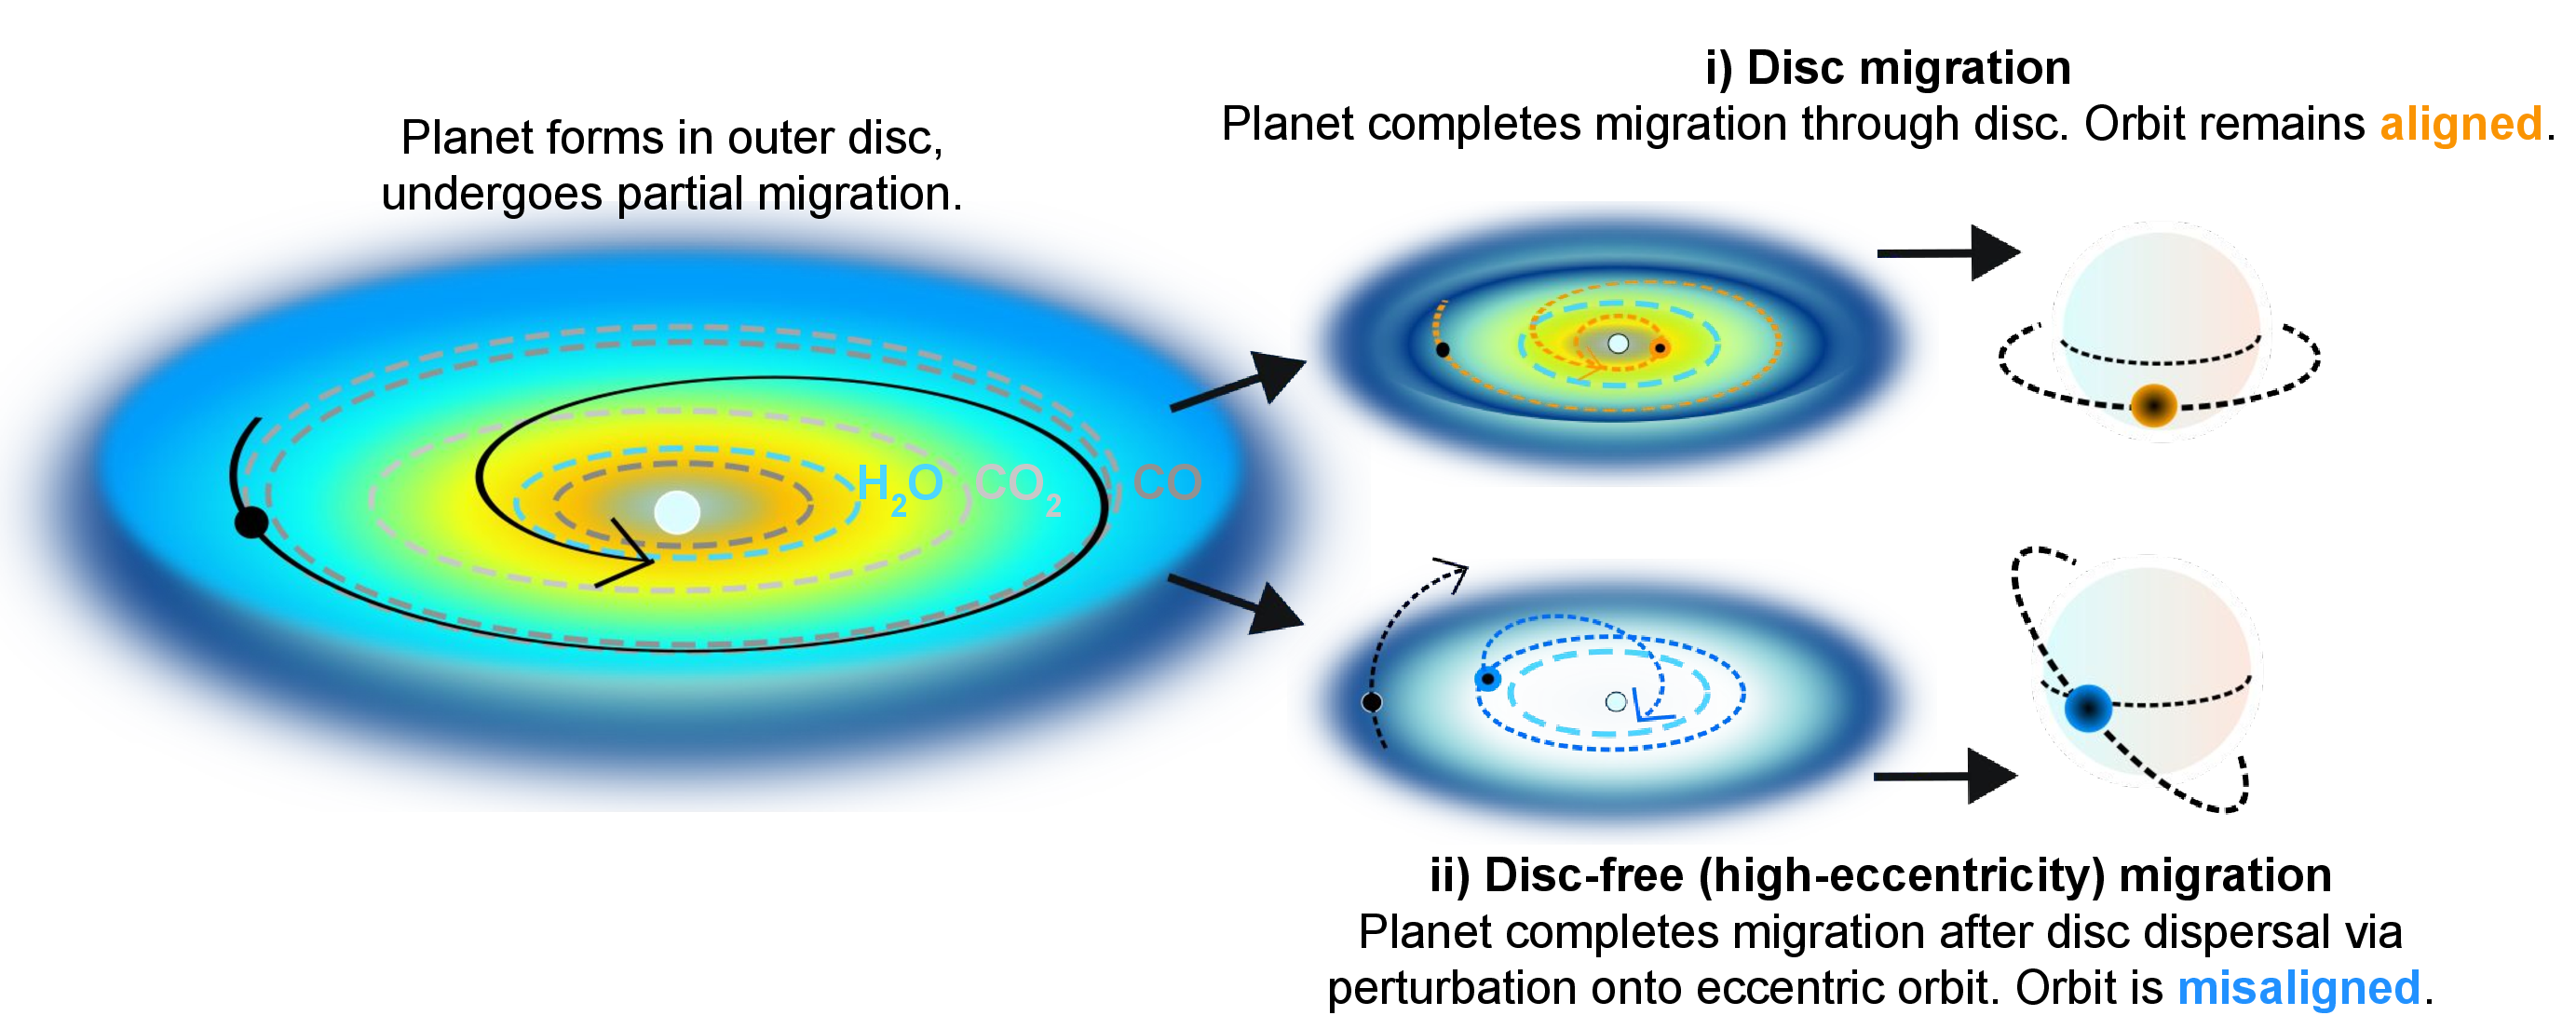 Planet forms in outer disc,
undergoes partial migration.
H₂O CO₂ CO
i) Disc migration
Planet completes migration through disc. Orbit remains aligned.
ii) Disc-free (high-eccentricity) migration
Planet completes migration after disc dispersal via
perturbation onto eccentric orbit. Orbit is misaligned.